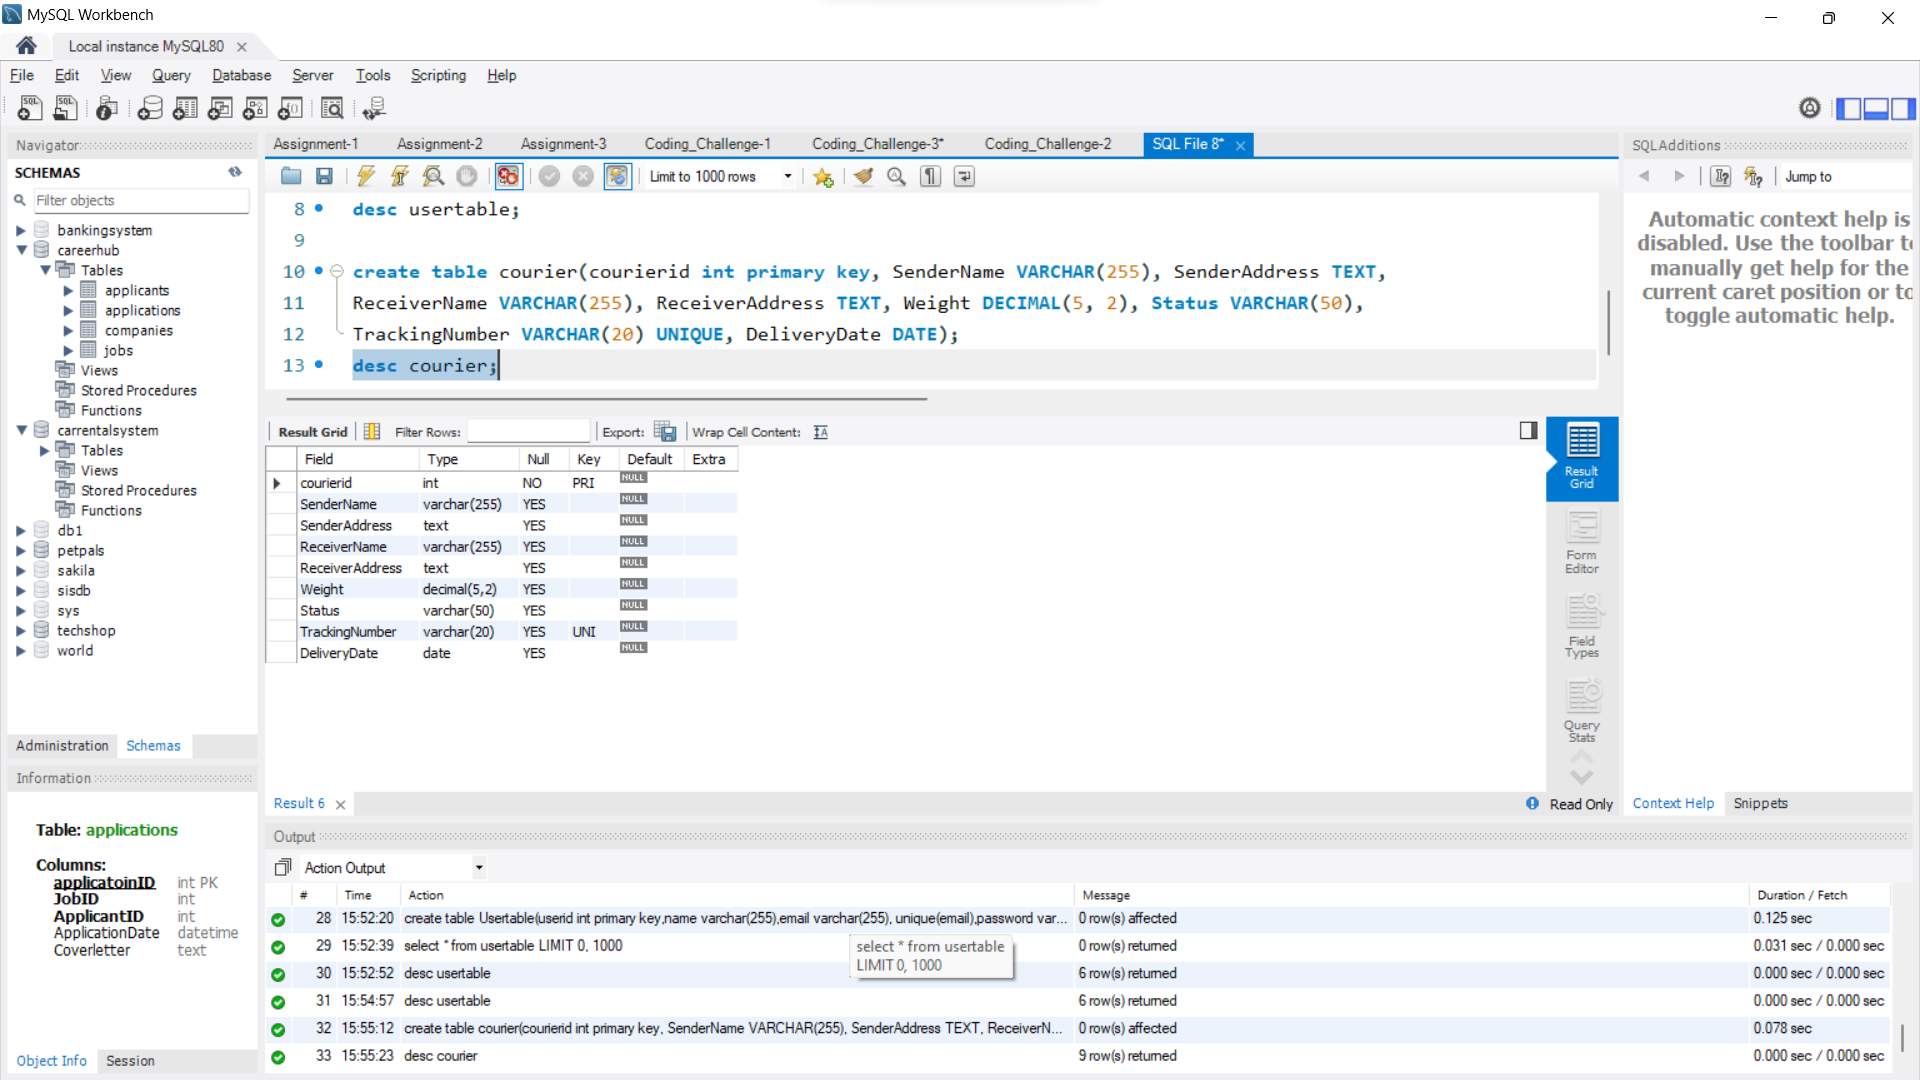 MySQL Workbench
Local instance MySQL80
File Edit View Query Database Server Tools Scripting Help
Navigator
SCHEMAS
Filter objects
bankingsystem
careerhub
Tables
applicants
applications
companies
jobs
Views
Stored Procedures
Functions
carrentalsystem
Tables
Views
Stored Procedures
Functions
db1
petpals
sakila
sisdb
sys
techshop
world
Administration Schemas
Information
Table: applications
Columns:
applicatoinID int PK
JobID int
ApplicantID int
ApplicationDate datetime
Coverletter text
Object Info Session
Assignment-1 Assignment-2 Assignment-3 Coding_Challenge-1 Coding_Challenge-3* Coding_Challenge-2 SQL File 8*
Limit to 1000 rows
8 desc usertable;
9
10 create table courier(courierid int primary key, SenderName VARCHAR(255), SenderAddress TEXT,
11 ReceiverName VARCHAR(255), ReceiverAddress TEXT, Weight DECIMAL(5, 2), Status VARCHAR(50),
12 TrackingNumber VARCHAR(20) UNIQUE, DeliveryDate DATE);
13 desc courier;
Result Grid Filter Rows: Export: Wrap Cell Content:
Field Type Null Key Default Extra
courierid int NO PRI NULL
SenderName varchar(255) YES NULL
SenderAddress text YES NULL
ReceiverName varchar(255) YES NULL
ReceiverAddress text YES NULL
Weight decimal(5,2) YES NULL
Status varchar(50) YES NULL
TrackingNumber varchar(20) YES UNI NULL
DeliveryDate date YES NULL
Result
Grid
Form
Editor
Field
Types
Query
Stats
Result 6
Read Only
SQLAdditions
Jump to
Automatic context help is
disabled. Use the toolbar to
manually get help for the
current caret position or to
toggle automatic help.
Context Help Snippets
Output
Action Output
# Time Action Message Duration / Fetch
28 15:52:20 create table Usertable(userid int primary key,name varchar(255),email varchar(255), unique(email),password var... 0 row(s) affected 0.125 sec
29 15:52:39 select * from usertable LIMIT 0, 1000 0 row(s) returned 0.031 sec / 0.000 sec
select * from usertable
LIMIT 0, 1000
30 15:52:52 desc usertable 6 row(s) returned 0.000 sec / 0.000 sec
31 15:54:57 desc usertable 6 row(s) returned 0.000 sec / 0.000 sec
32 15:55:12 create table courier(courierid int primary key, SenderName VARCHAR(255), SenderAddress TEXT, ReceiverN... 0 row(s) affected 0.078 sec
33 15:55:23 desc courier 9 row(s) returned 0.000 sec / 0.000 sec